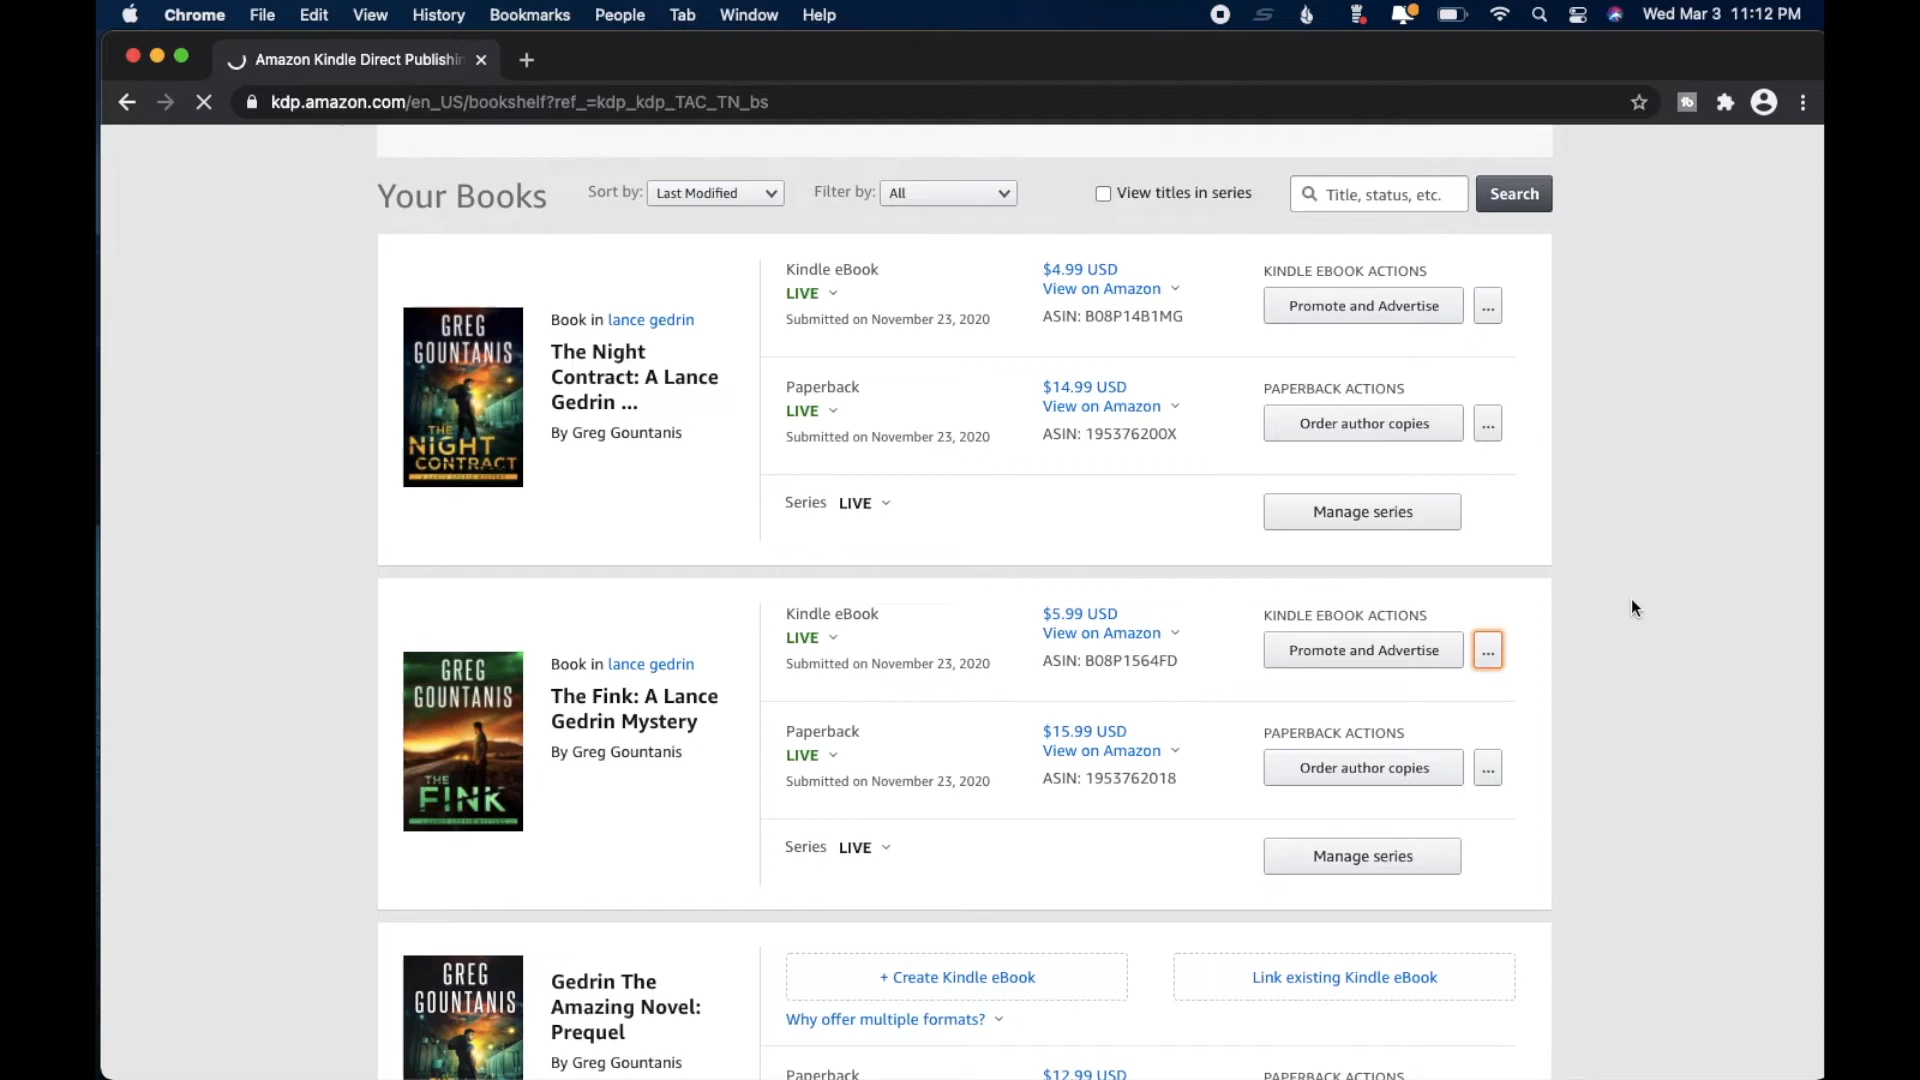 Chrome File Edit View History Bookmarks People Tab Window Help Wed Mar 3 11:12 PM
Amazon Kindle Direct Publishin
kdp.amazon.com/en_US/bookshelf?ref_=kdp_kdp_TAC_TN_bs
Your Books Sort by: Last Modified Filter by: All View titles in series Title, status, etc. Search
GREG
GOUNTANIS
THE
NIGHT
CONTRACT
A LANCE GEDRIN MYSTERY
Book in lance gedrin
The Night
Contract: A Lance
Gedrin ...
By Greg Gountanis
Kindle eBook
LIVE
Submitted on November 23, 2020
$4.99 USD
View on Amazon
ASIN: B08P14B1MG
KINDLE EBOOK ACTIONS
Promote and Advertise ...
Paperback
LIVE
Submitted on November 23, 2020
$14.99 USD
View on Amazon
ASIN: 195376200X
PAPERBACK ACTIONS
Order author copies ...
Series LIVE
Manage series
GREG
GOUNTANIS
THE
FINK
A LANCE GEDRIN MYSTERY
Book in lance gedrin
The Fink: A Lance
Gedrin Mystery
By Greg Gountanis
Kindle eBook
LIVE
Submitted on November 23, 2020
$5.99 USD
View on Amazon
ASIN: B08P1564FD
KINDLE EBOOK ACTIONS
Promote and Advertise ...
Paperback
LIVE
Submitted on November 23, 2020
$15.99 USD
View on Amazon
ASIN: 1953762018
PAPERBACK ACTIONS
Order author copies ...
Series LIVE
Manage series
GREG
GOUNTANIS
Gedrin The
Amazing Novel:
Prequel
By Greg Gountanis
+ Create Kindle eBook
Link existing Kindle eBook
Why offer multiple formats?
Paperback
$12.99 USD
PAPERBACK ACTIONS